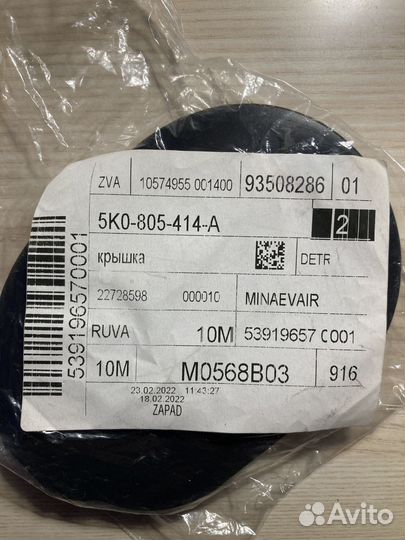 ZVA 10574955 001400 93508286 01
5K0-805-414-A 2
крышка DETR
22728598 000010 MINAEVAIR
RUVA 10M 53919657 0001
10M M0568B03 916
23.02.2022 11:43:27
18.02.2022
ZAPAD
539196570001
Avito